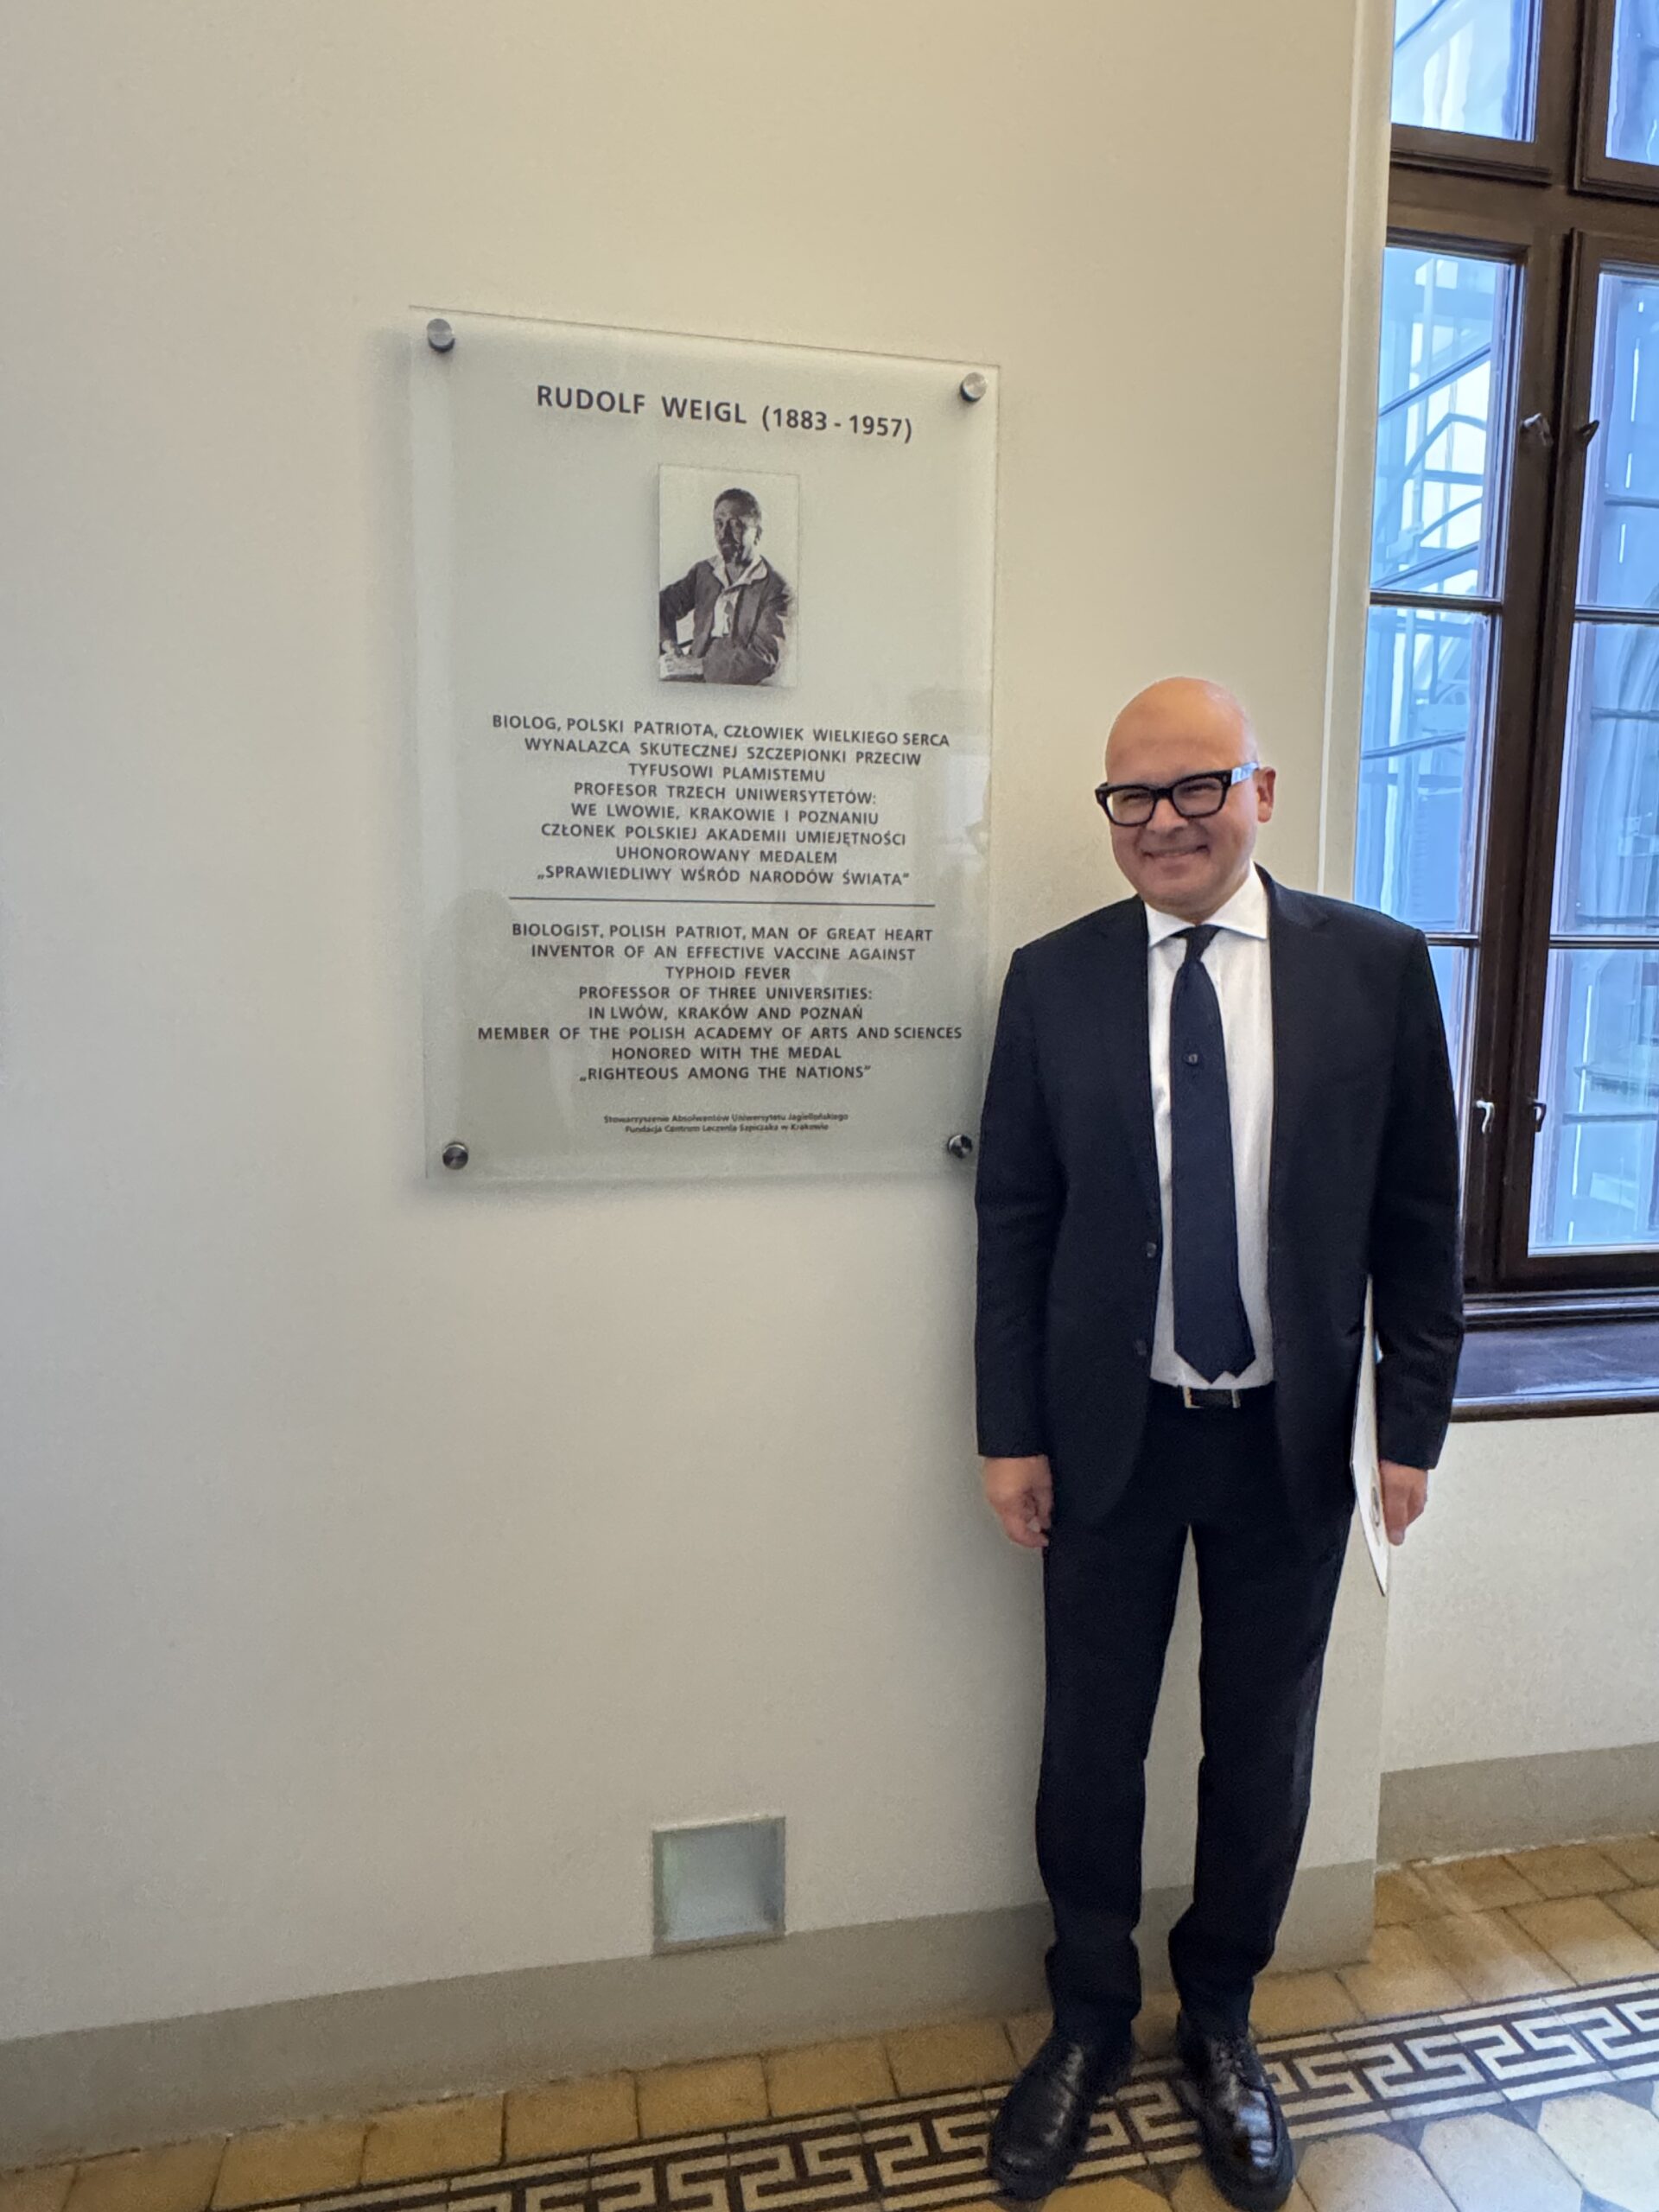 RUDOLF WEIGL (1883 - 1957)
BIOLOG, POLSKI PATRIOTA, CZŁOWIEK WIELKIEGO SERCA
WYNALAZCA SKUTECZNEJ SZCZEPIONKI PRZECIW
TYFUSOWI PLAMISTEMU
PROFESOR TRZECH UNIWERSYTETÓW:
WE LWOWIE, KRAKOWIE I POZNANIU
CZŁONEK POLSKIEJ AKADEMII UMIEJĘTNOŚCI
UHONOROWANY MEDALEM
„SPRAWIEDLIWY WŚRÓD NARODÓW ŚWIATA”
BIOLOGIST, POLISH PATRIOT, MAN OF GREAT HEART
INVENTOR OF AN EFFECTIVE VACCINE AGAINST
TYPHOID FEVER
PROFESSOR OF THREE UNIVERSITIES:
IN LWÓW, KRAKÓW AND POZNAŃ
MEMBER OF THE POLISH ACADEMY OF ARTS AND SCIENCES
HONORED WITH THE MEDAL
„RIGHTEOUS AMONG THE NATIONS”
Stowarzyszenie Absolwentów Uniwersytetu Jagiellońskiego
Fundacja Centrum Leczenia Szpiczaka w Krakowie